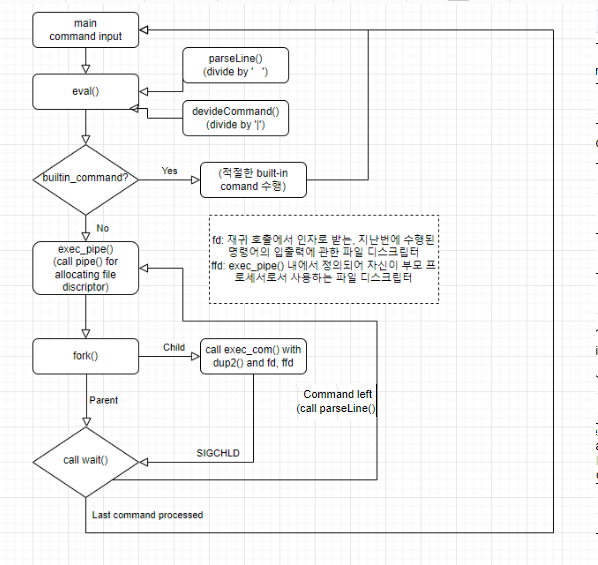 main
command input
parseLine()
(divide by '   ')
eval()
devideCommand()
(divide by '|')
builtin_command?
Yes
(적절한 built-in
comand 수행)
No
fd: 재귀 호출에서 인자로 받는, 지난번에 수행된
명령어의 입출력에 관한 파일 디스크립터
ffd: exec_pipe() 내에서 정의되어 자신이 부모 프
로세서로서 사용하는 파일 디스크립터
exec_pipe()
(call pipe() for
allocating file
discriptor)
fork()
Child
call exec_com() with
dup2() and fd, ffd
Parent
Command left
(call parseLine()
call wait()
SIGCHLD
Last command processed